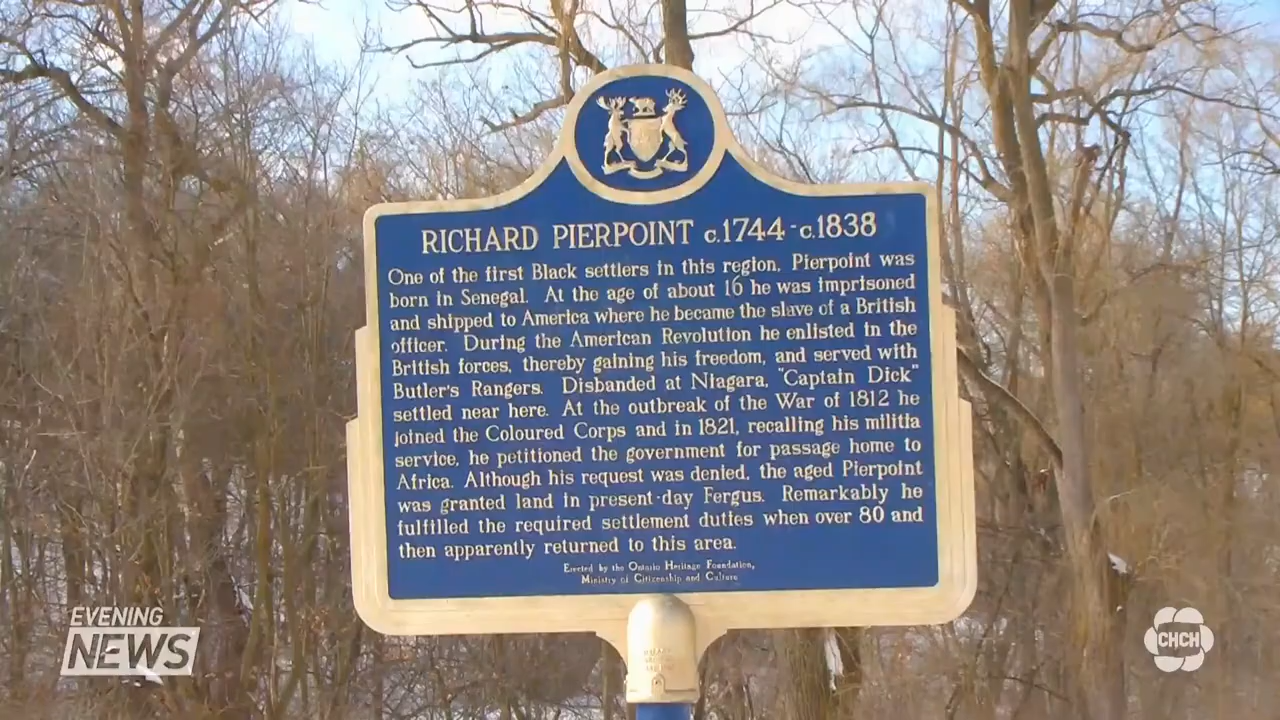 RICHARD PIERPOINT c.1744-c.1838
One of the first Black settlers in this region, Pierpoint was
born in Senegal. At the age of about 16 he was imprisoned
and shipped to America where he became the slave of a British
officer. During the American Revolution he enlisted in the
British forces, thereby gaining his freedom, and served with
Butler's Rangers. Disbanded at Niagara, "Captain Dick"
settled near here. At the outbreak of the War of 1812 he
joined the Coloured Corps and in 1821, recalling his militia
service, he petitioned the government for passage home to
Africa. Although his request was denied, the aged Pierpoint
was granted land in present-day Fergus. Remarkably he
fulfilled the required settlement duties when over 80 and
then apparently returned to this area.
Erected by the Ontario Heritage Foundation,
Ministry of Citizenship and Culture
EVENING
NEWS
CHCH